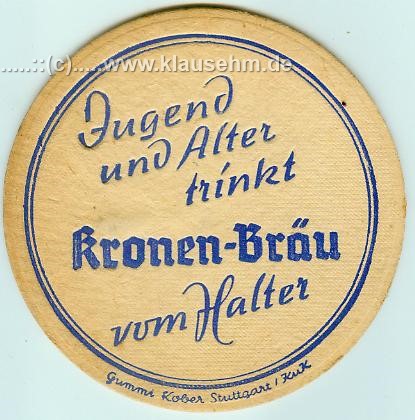 .....::(c).....www.klausehm.de.....
Jugend
und Alter
trinkt
Kronen-Bräu
vom Halter
Gummi Kober Stuttgart / KuK